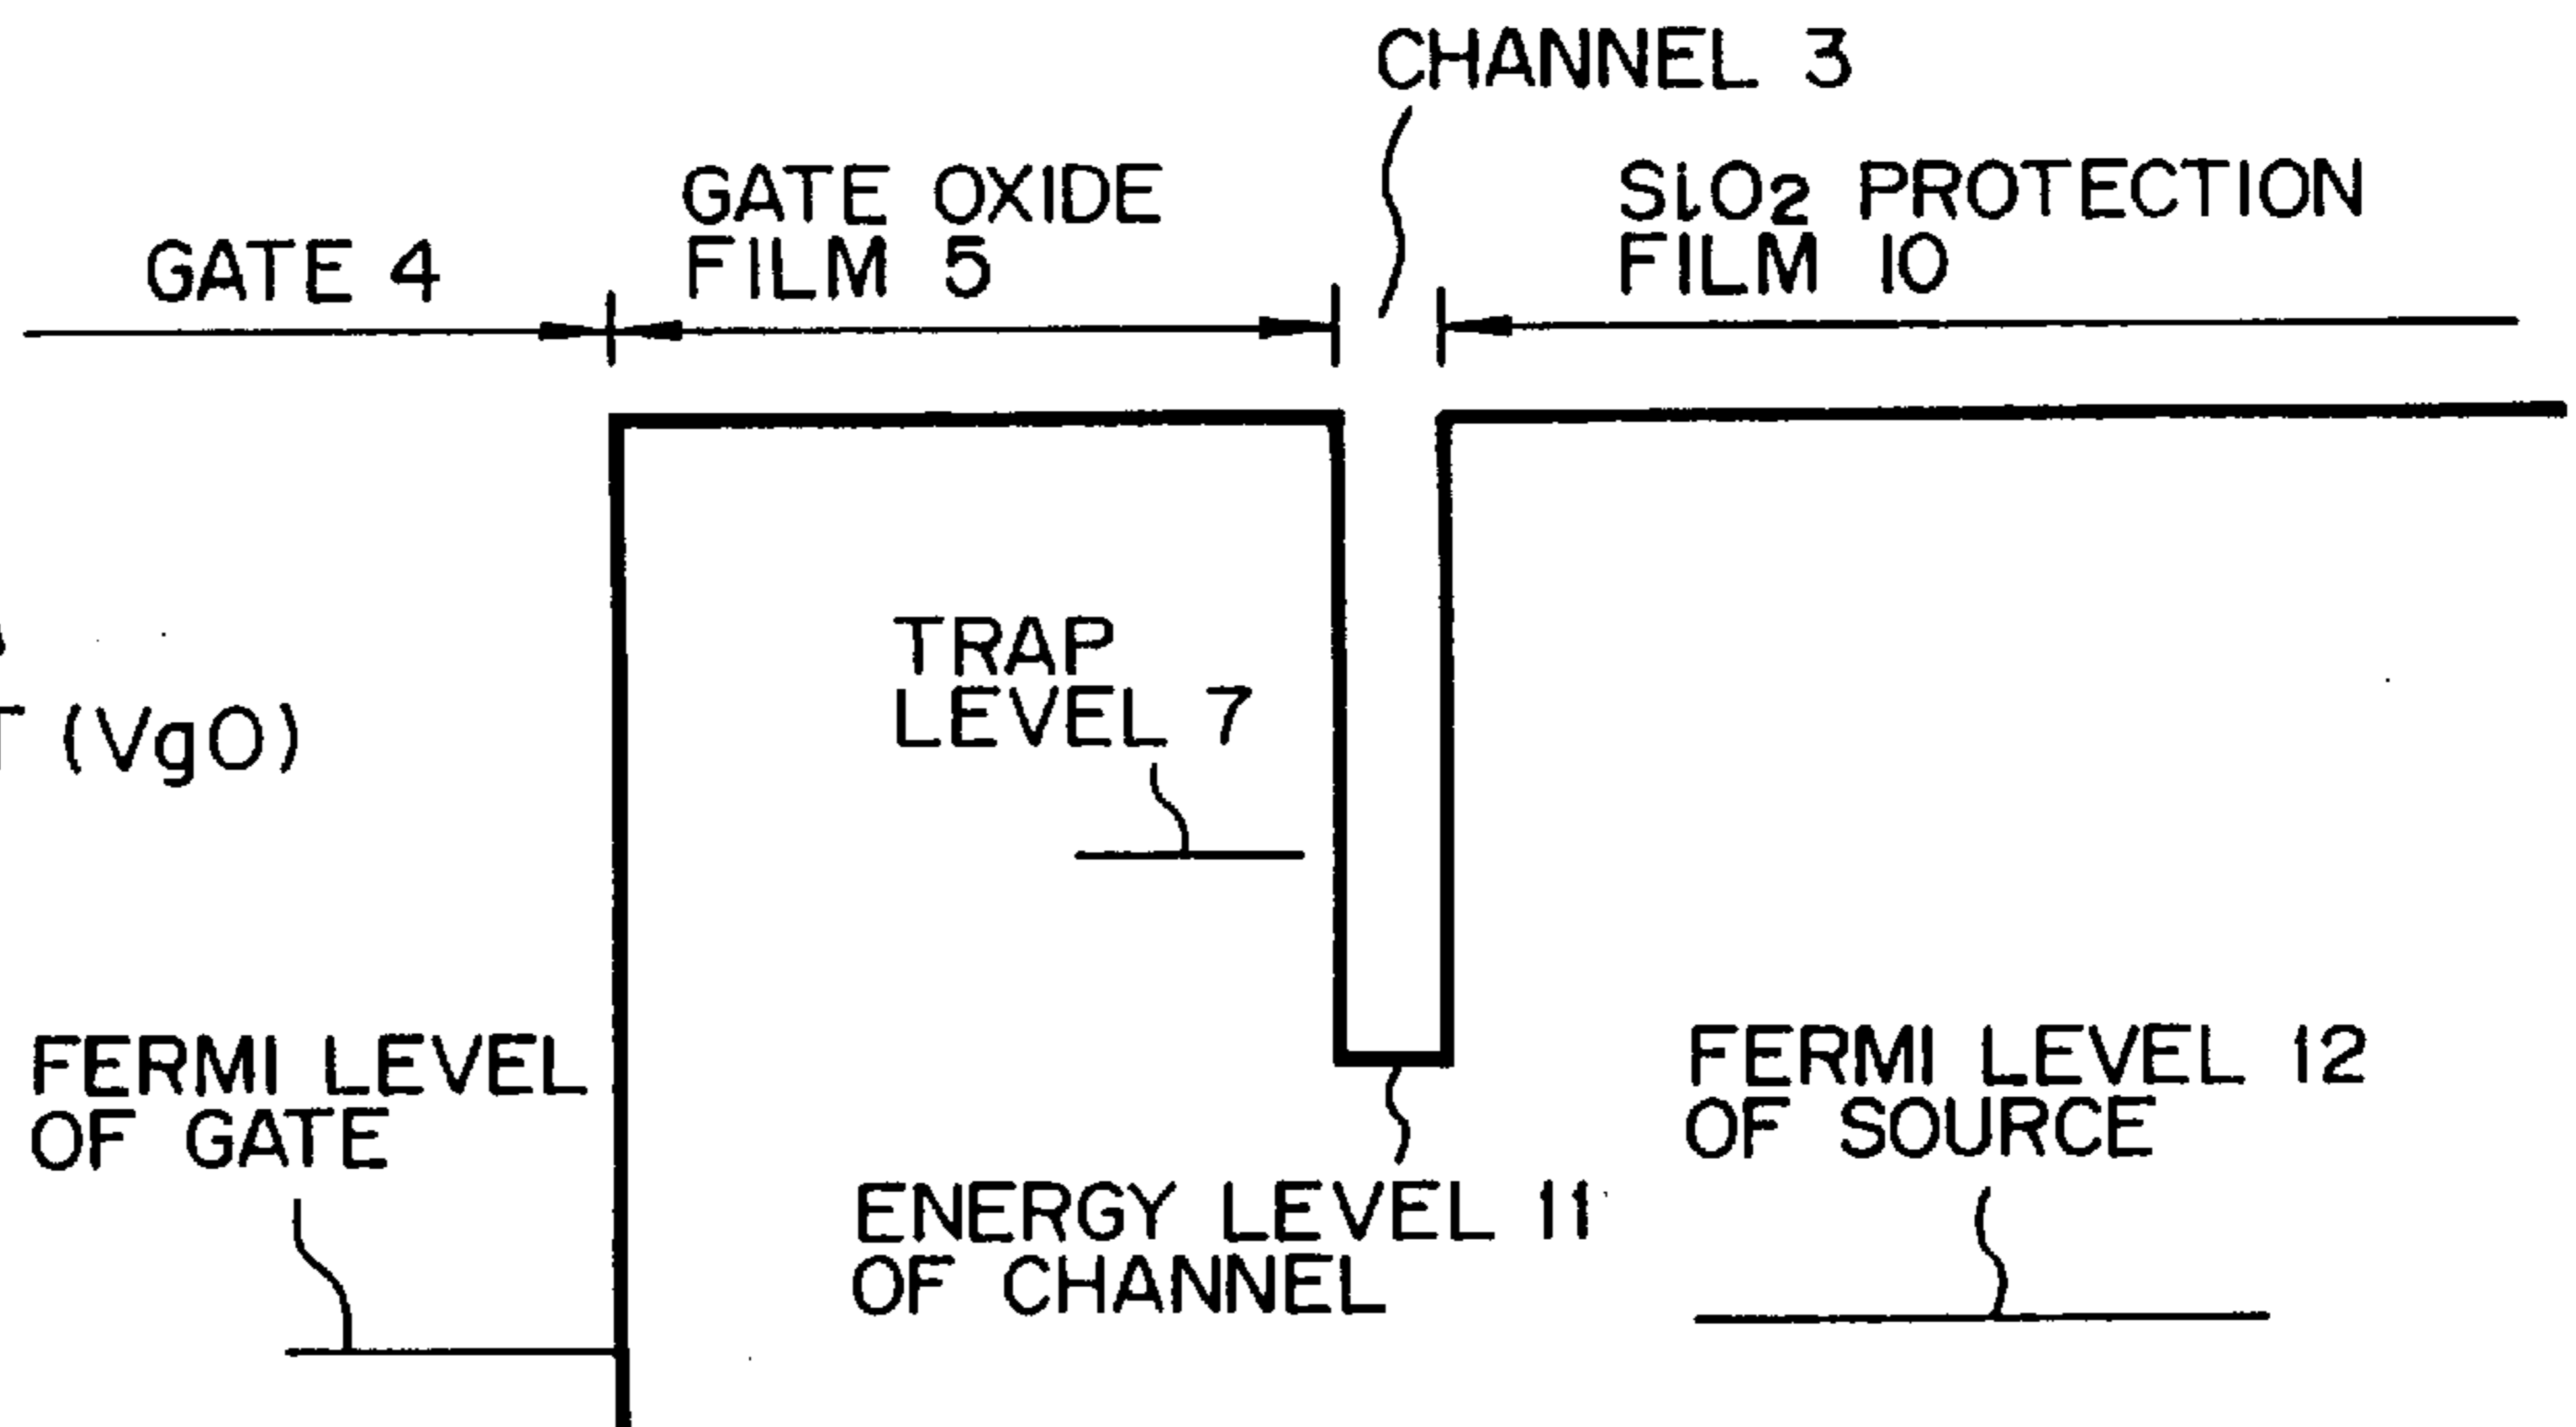 CHANNEL 3
GATE 4
GATE OXIDE
FILM 5
SiO2 PROTECTION
FILM 10
TRAP
LEVEL 7
(Vg0)
FERMI LEVEL
OF GATE
ENERGY LEVEL 11
OF CHANNEL
FERMI LEVEL 12
OF SOURCE